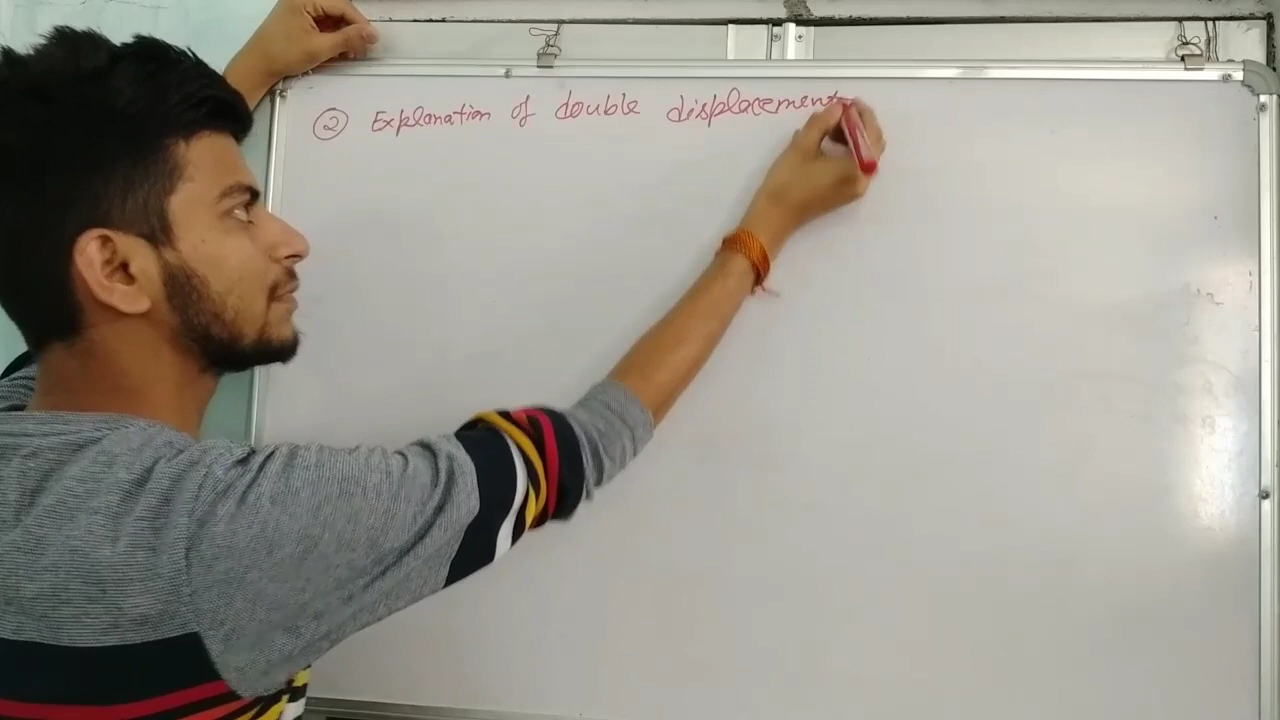 ② Explanation of double displacement